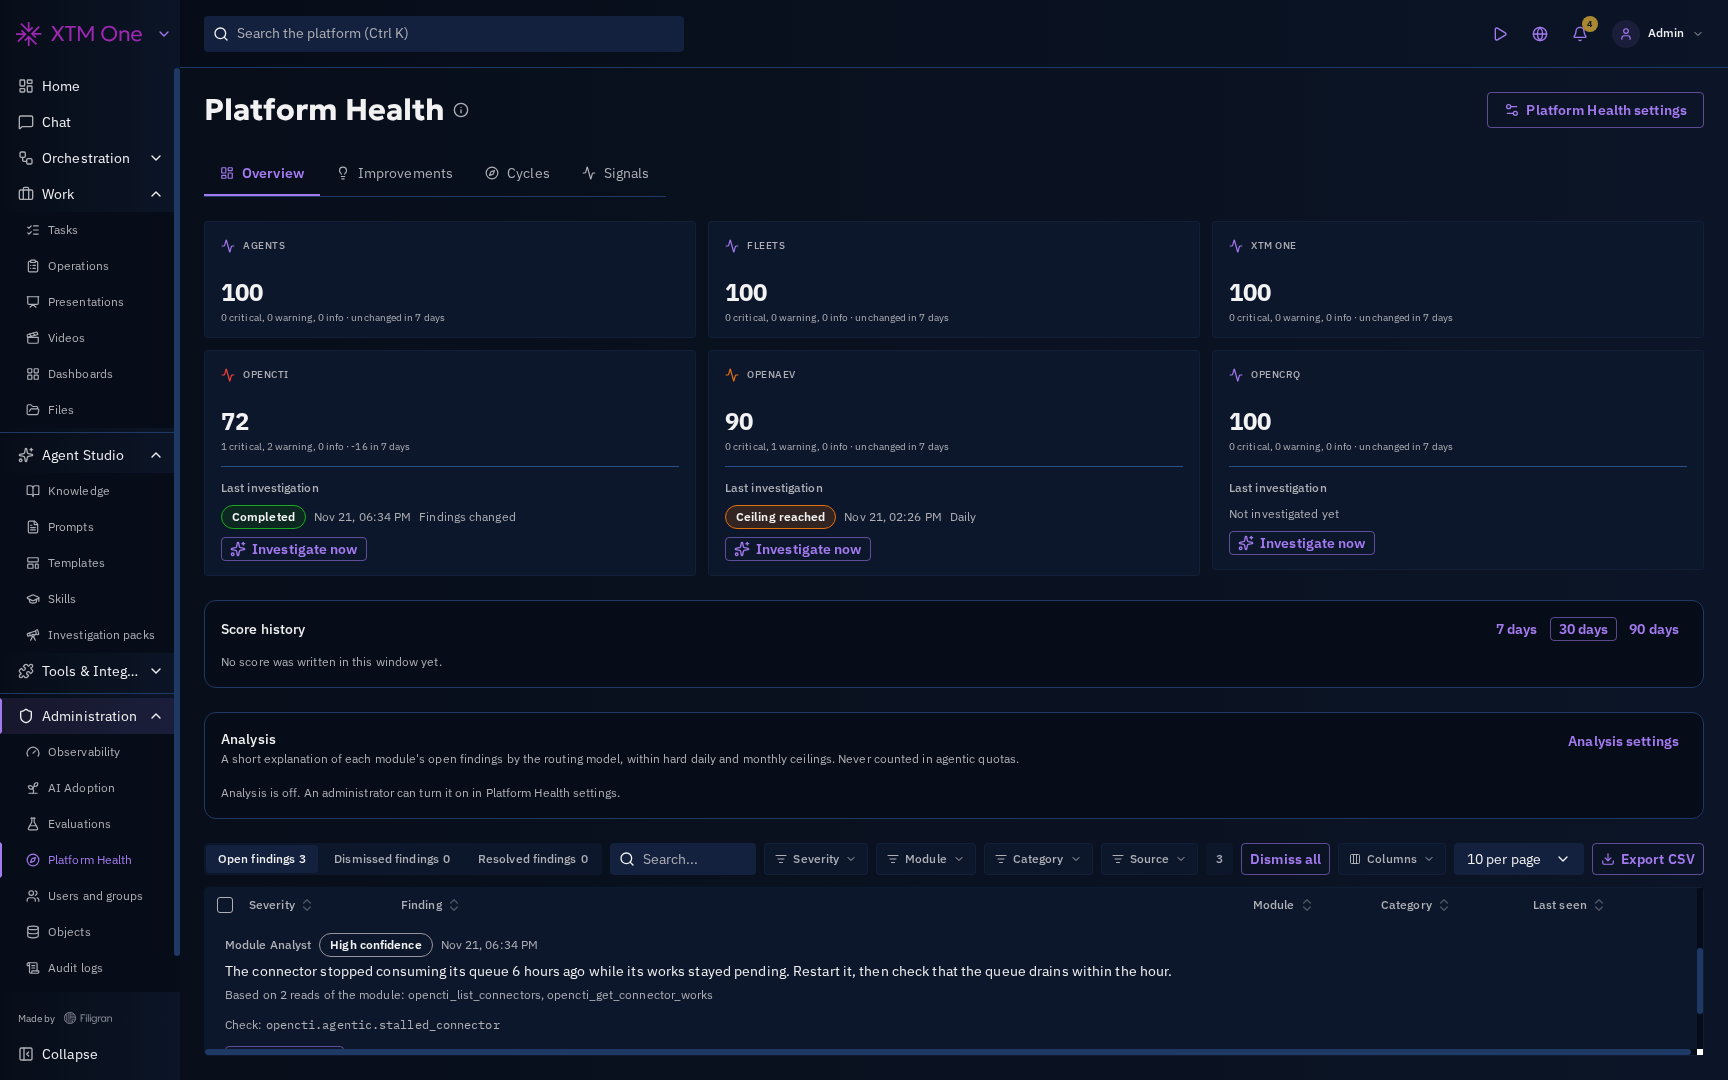 XTM One
Search the platform (Ctrl K)
4
Admin
Home
Chat
Orchestration
Work
Tasks
Operations
Presentations
Videos
Dashboards
Files
Agent Studio
Knowledge
Prompts
Templates
Skills
Investigation packs
Tools & Integ...
Administration
Observability
AI Adoption
Evaluations
Platform Health
Users and groups
Objects
Audit logs
Made by Filigran
Collapse
Platform Health
Platform Health settings
Overview Improvements Cycles Signals
AGENTS
100
0 critical, 0 warning, 0 info · unchanged in 7 days
FLEETS
100
0 critical, 0 warning, 0 info · unchanged in 7 days
XTM ONE
100
0 critical, 0 warning, 0 info · unchanged in 7 days
OPENCTI
72
1 critical, 2 warning, 0 info · -16 in 7 days
Last investigation
Completed Nov 21, 06:34 PM Findings changed
Investigate now
OPENAEV
90
0 critical, 1 warning, 0 info · unchanged in 7 days
Last investigation
Ceiling reached Nov 21, 02:26 PM Daily
Investigate now
OPENCRQ
100
0 critical, 0 warning, 0 info · unchanged in 7 days
Last investigation
Not investigated yet
Investigate now
Score history
7 days 30 days 90 days
No score was written in this window yet.
Analysis
Analysis settings
A short explanation of each module's open findings by the routing model, within hard daily and monthly ceilings. Never counted in agentic quotas.
Analysis is off. An administrator can turn it on in Platform Health settings.
Open findings 3 Dismissed findings 0 Resolved findings 0 Search... Severity Module Category Source 3 Dismiss all Columns 10 per page Export CSV
Severity Finding Module Category Last seen
Module Analyst High confidence Nov 21, 06:34 PM
The connector stopped consuming its queue 6 hours ago while its works stayed pending. Restart it, then check that the queue drains within the hour.
Based on 2 reads of the module: opencti_list_connectors, opencti_get_connector_works
Check: opencti.agentic.stalled_connector